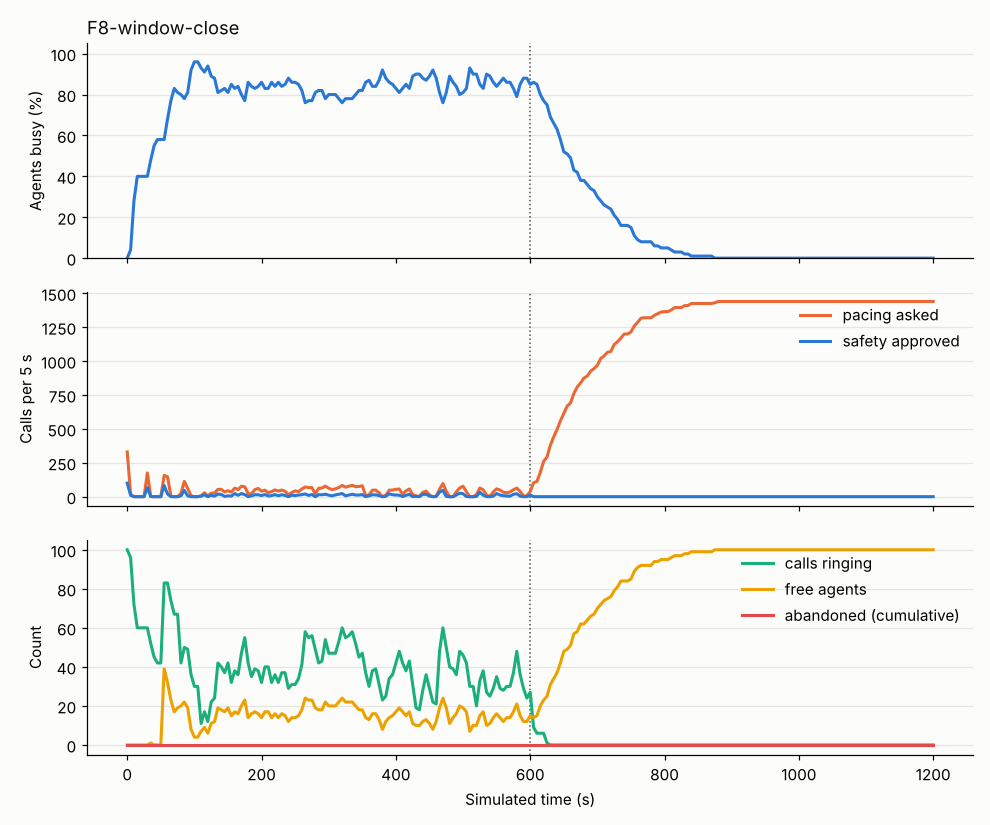 F8-window-close
Agents busy (%)
100
80
60
40
20
0
Calls per 5 s
1500
1250
1000
750
500
250
0
pacing asked
safety approved
Count
100
80
60
40
20
0
calls ringing
free agents
abandoned (cumulative)
0 200 400 600 800 1000 1200
Simulated time (s)